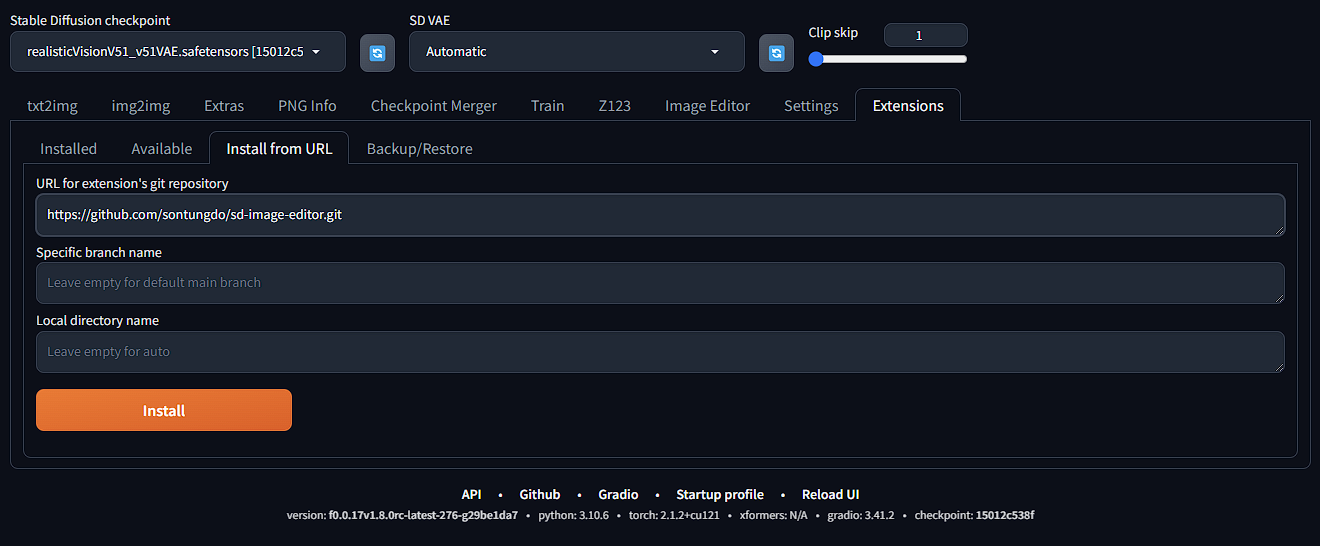 Stable Diffusion checkpoint
SD VAE
Clip skip
1
realisticVisionV51_v51VAE.safetensors [15012c5
Automatic
txt2img img2img Extras PNG Info Checkpoint Merger Train Z123 Image Editor Settings Extensions
Installed Available Install from URL Backup/Restore
URL for extension's git repository
https://github.com/sontungdo/sd-image-editor.git
Specific branch name
Leave empty for default main branch
Local directory name
Leave empty for auto
Install
API • Github • Gradio • Startup profile • Reload UI
version: f0.0.17v1.8.0rc-latest-276-g29be1da7 • python: 3.10.6 • torch: 2.1.2+cu121 • xformers: N/A • gradio: 3.41.2 • checkpoint: 15012c538f